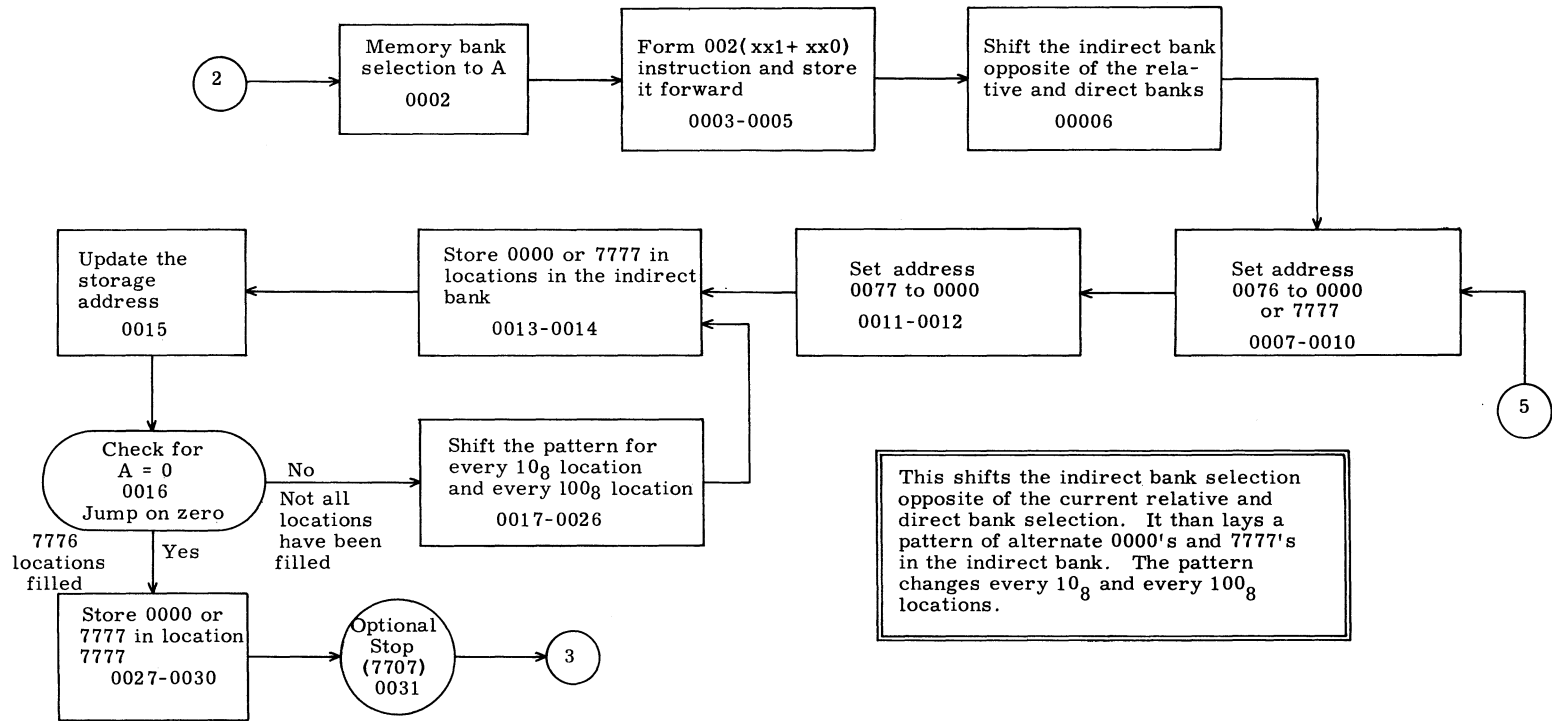 2
Memory bank
selection to A
0002
Form 002(xx1+ xx0)
instruction and store
it forward
0003-0005
Shift the indirect bank
opposite of the rela-
tive and direct banks
00006
Update the
storage
address
0015
Store 0000 or 7777 in
locations in the indirect
bank
0013-0014
Set address
0077 to 0000
0011-0012
Set address
0076 to 0000
or 7777
0007-0010
5
Check for
A = 0
0016
Jump on zero
No
Not all
locations
have been
filled
Shift the pattern for
every 10₈ location
and every 100₈ location
0017-0026
7776
locations
filled
Yes
This shifts the indirect bank selection
opposite of the current relative and
direct bank selection. It than lays a
pattern of alternate 0000's and 7777's
in the indirect bank. The pattern
changes every 10₈ and every 100₈
locations.
Store 0000 or
7777 in location
7777
0027-0030
Optional
Stop
(7707)
0031
3